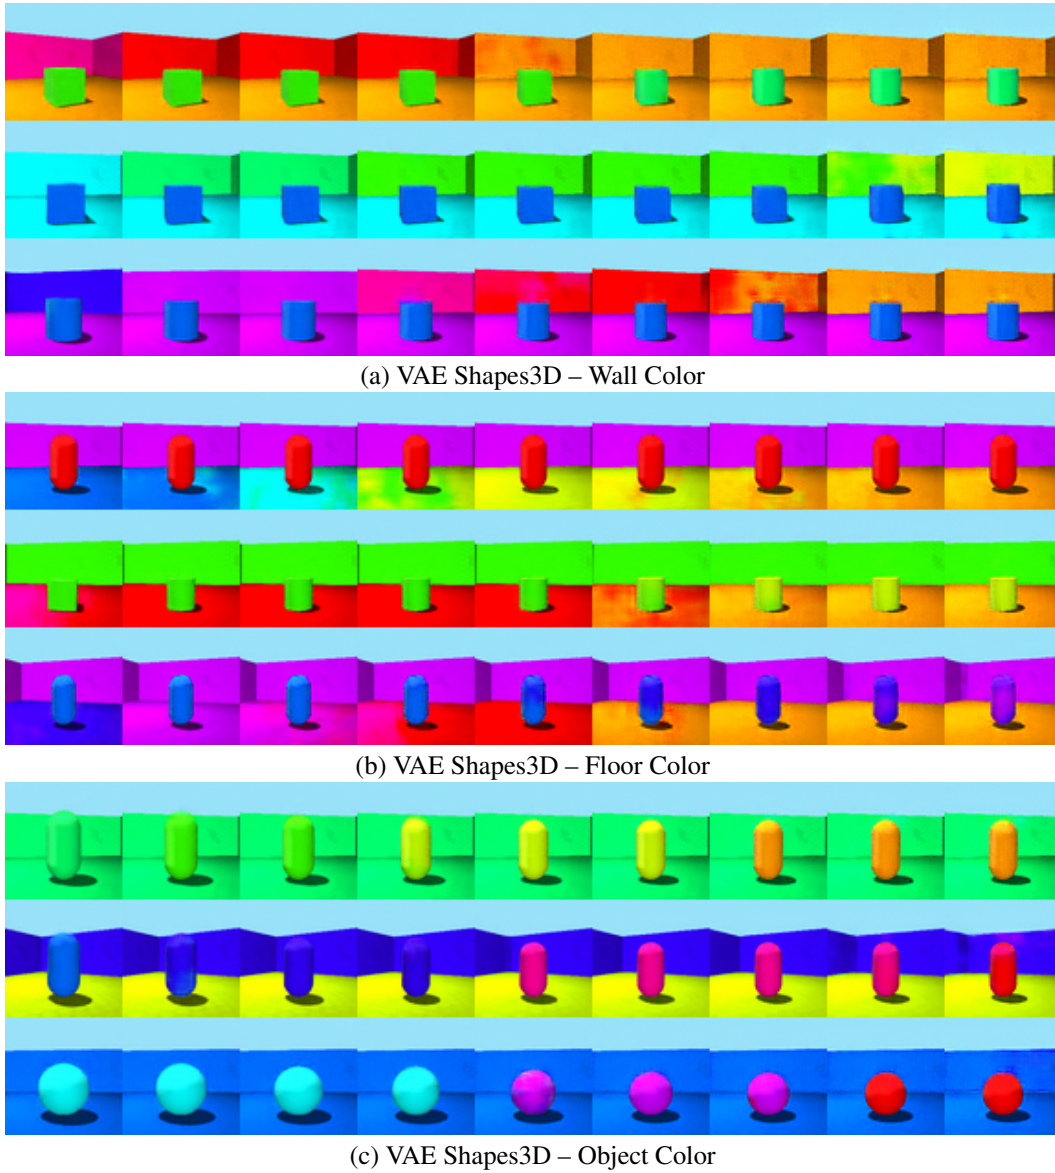 (a) VAE Shapes3D – Wall Color
(b) VAE Shapes3D – Floor Color
(c) VAE Shapes3D – Object Color